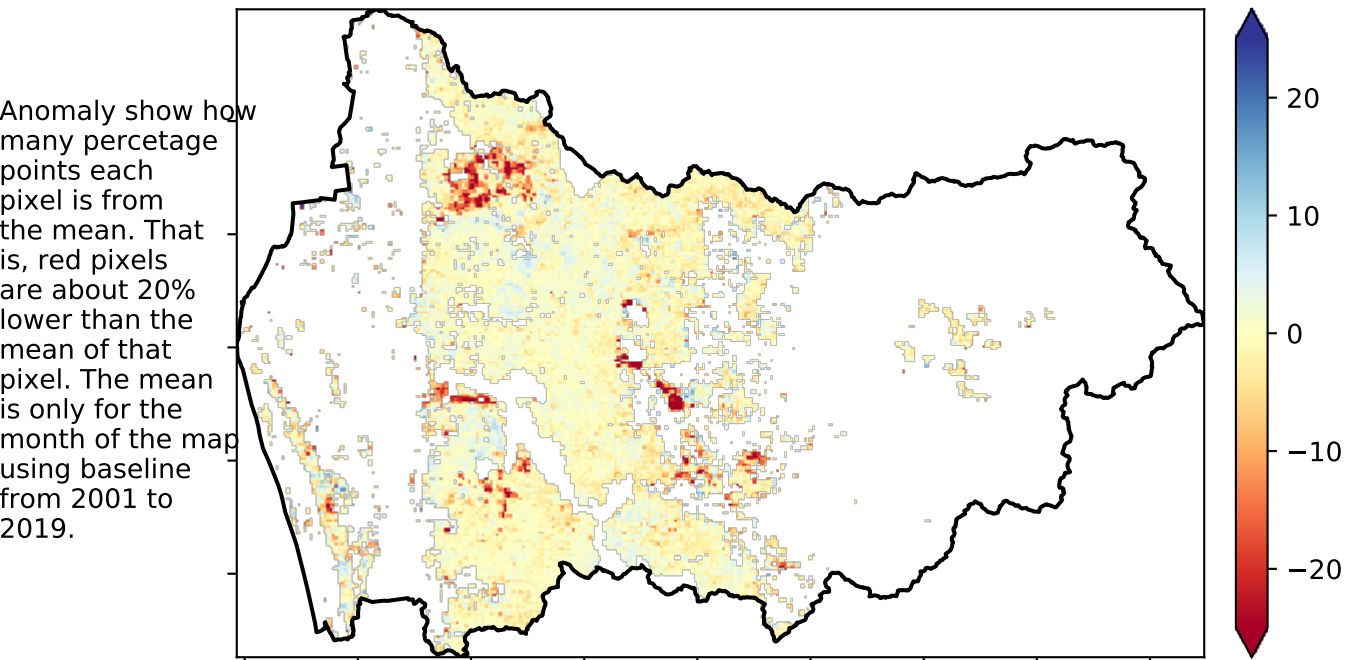 Anomaly show how
many percetage
points each
pixel is from
the mean. That
is, red pixels
are about 20%
lower than the
mean of that
pixel. The mean
is only for the
month of the map
using baseline
from 2001 to
2019.
20
10
0
−10
−20